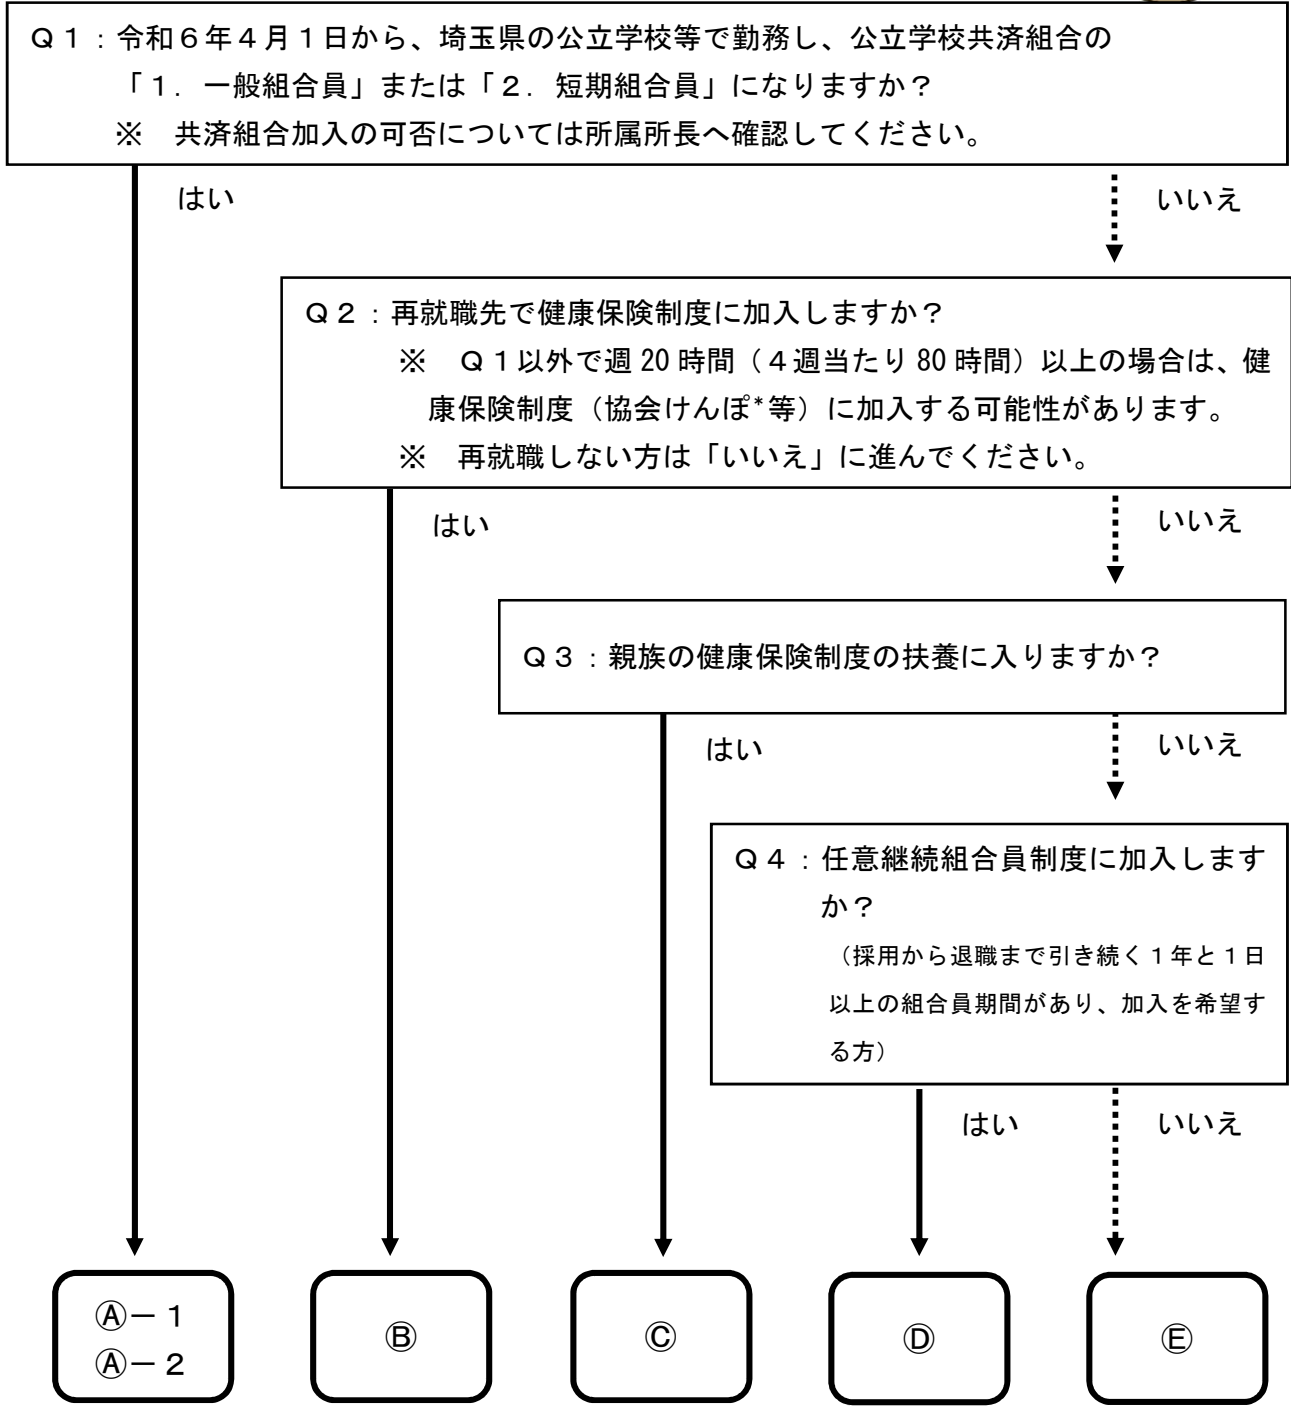 Ｑ１：令和６年４月１日から、埼玉県の公立学校等で勤務し、公立学校共済組合の
「１．一般組合員」または「２．短期組合員」になりますか？
※　共済組合加入の可否については所属所長へ確認してください。
はい
いいえ
Ｑ２：再就職先で健康保険制度に加入しますか？
※　Ｑ１以外で週20時間（４週当たり80時間）以上の場合は、健
康保険制度（協会けんぽ*等）に加入する可能性があります。
※　再就職しない方は「いいえ」に進んでください。
はい
いいえ
Ｑ３：親族の健康保険制度の扶養に入りますか？
はい
いいえ
Ｑ４：任意継続組合員制度に加入します
か？
（採用から退職まで引き続く１年と１日
以上の組合員期間があり、加入を希望す
る方）
はい
いいえ
Ⓐ－１
Ⓐ－２
Ⓑ
Ⓒ
Ⓓ
Ⓔ